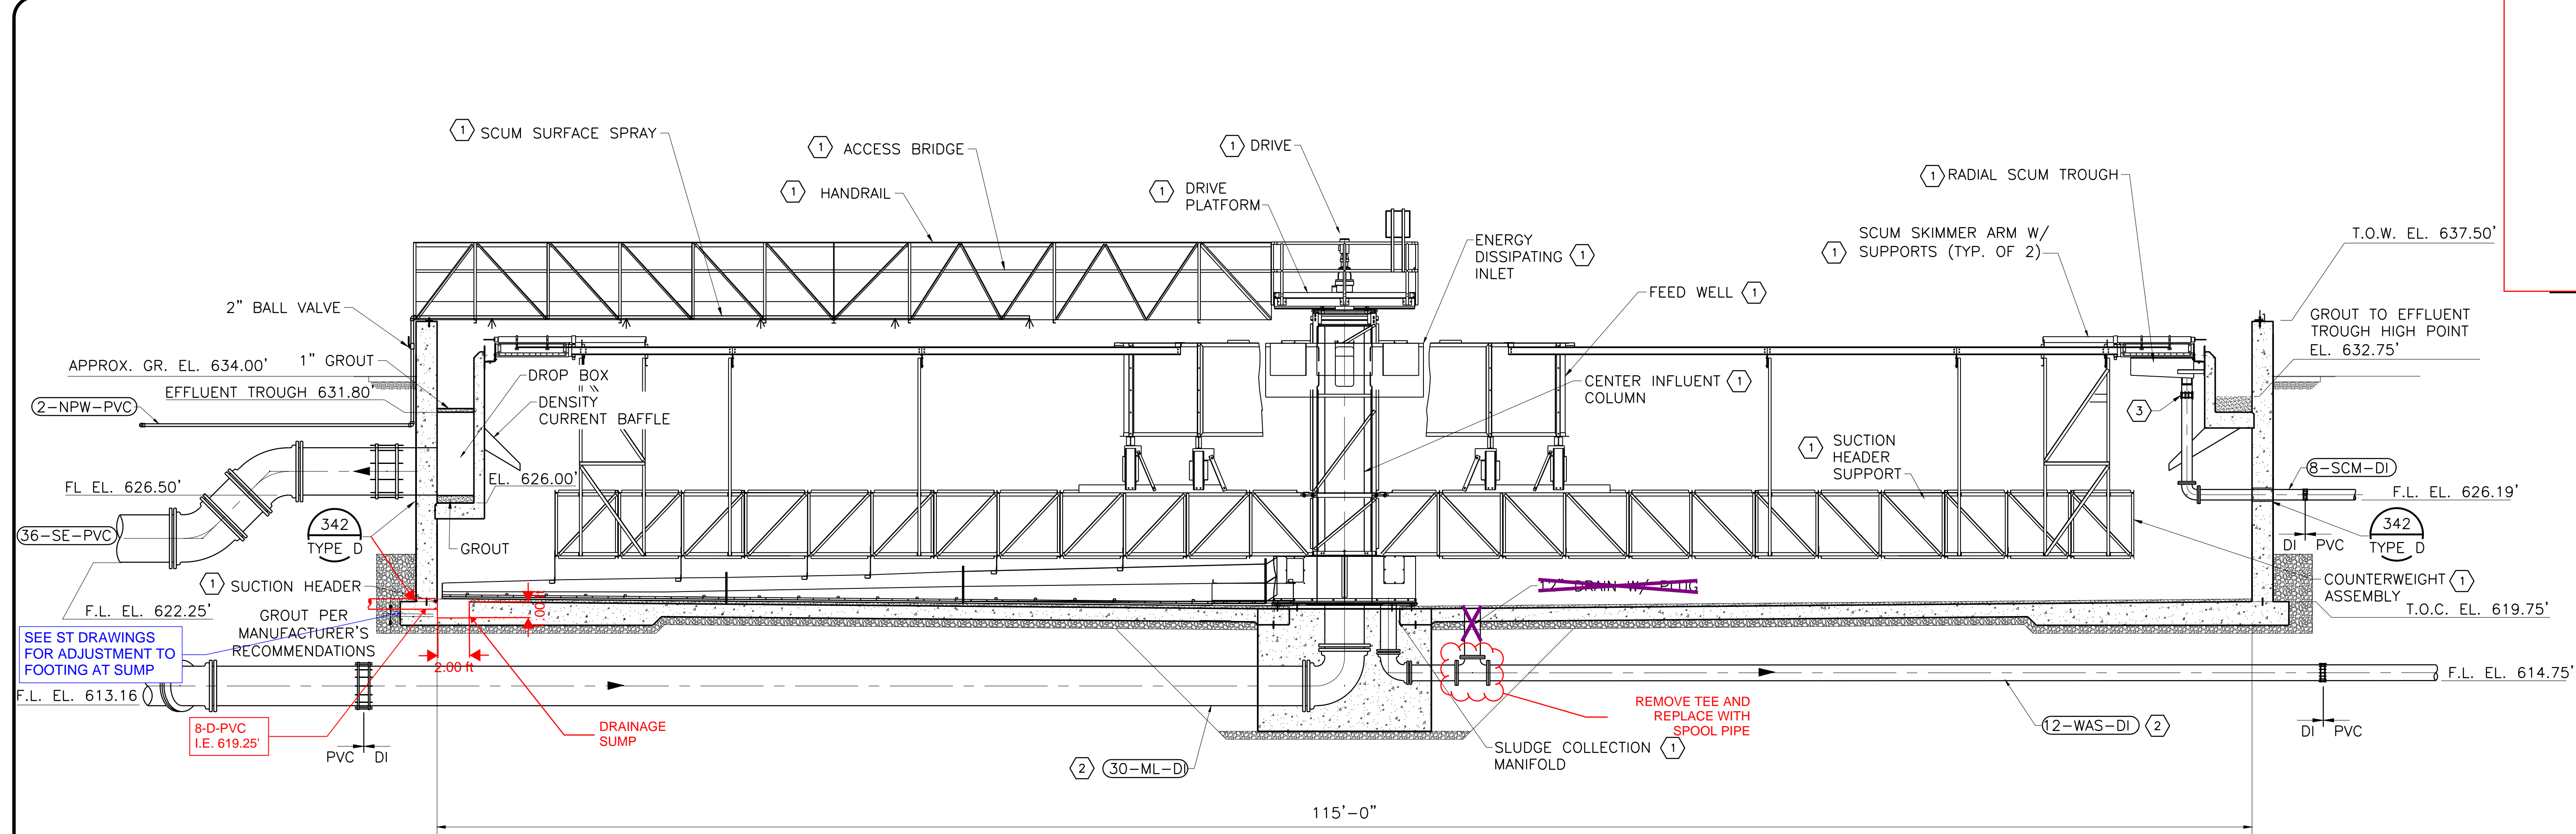 1 SCUM SURFACE SPRAY
1 ACCESS BRIDGE
1 HANDRAIL
1 DRIVE
1 DRIVE
PLATFORM
ENERGY
DISSIPATING 1
INLET
FEED WELL 1
1 RADIAL SCUM TROUGH
SCUM SKIMMER ARM W/
1 SUPPORTS (TYP. OF 2)
T.O.W. EL. 637.50'
GROUT TO EFFLUENT
TROUGH HIGH POINT
EL. 632.75'
2" BALL VALVE
1" GROUT
APPROX. GR. EL. 634.00'
EFFLUENT TROUGH 631.80'
2-NPW-PVC
DROP BOX
DENSITY
CURRENT BAFFLE
CENTER INFLUENT 1
COLUMN
3
1 SUCTION
HEADER
SUPPORT
8-SCM-DI
F.L. EL. 626.19'
FL EL. 626.50'
EL. 626.00'
36-SE-PVC
342
TYPE D
GROUT
342
TYPE D
DI PVC
1 SUCTION HEADER
F.L. EL. 622.25'
GROUT PER
MANUFACTURER'S
RECOMMENDATIONS
SEE ST DRAWINGS
FOR ADJUSTMENT TO
FOOTING AT SUMP
2.00 ft
12" DRAIN W/ PLUG
COUNTERWEIGHT 1
ASSEMBLY
T.O.C. EL. 619.75'
F.L. EL. 613.16
8-D-PVC
I.E. 619.25'
PVC DI
DRAINAGE
SUMP
REMOVE TEE AND
REPLACE WITH
SPOOL PIPE
F.L. EL. 614.75'
12-WAS-DI 2
DI PVC
SLUDGE COLLECTION 1
MANIFOLD
2 30-ML-DI
115'-0"